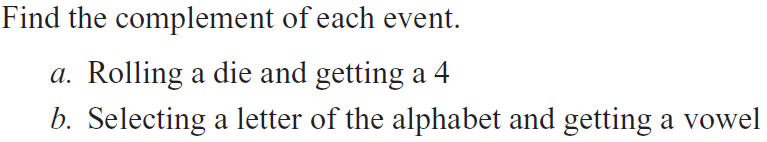 Find the complement of each event.
a. Rolling a die and getting a 4
b. Selecting a letter of the alphabet and getting a vowel